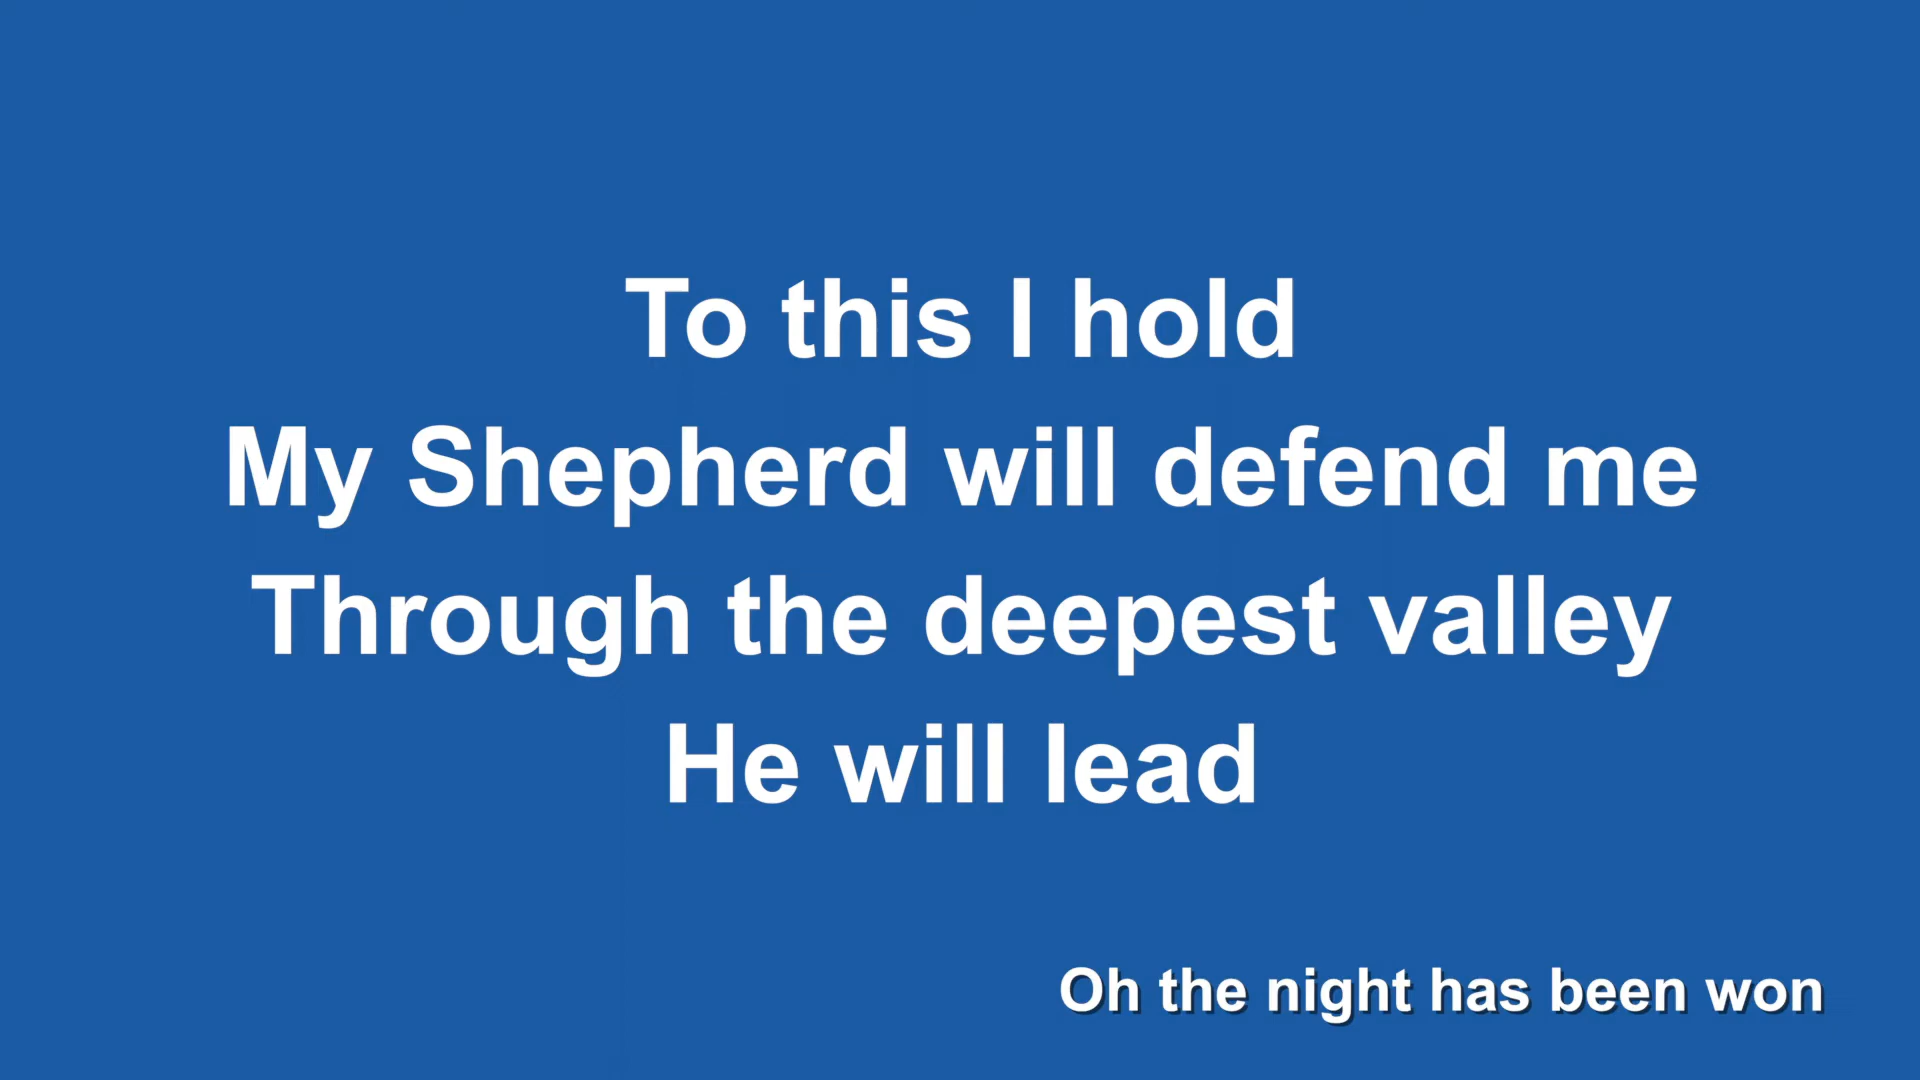 To this I hold
My Shepherd will defend me
Through the deepest valley
He will lead
Oh the night has been won